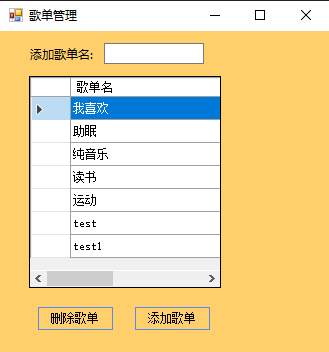 歌单管理
添加歌单名:
歌单名
我喜欢
助眠
纯音乐
读书
运动
test
test1
删除歌单 添加歌单